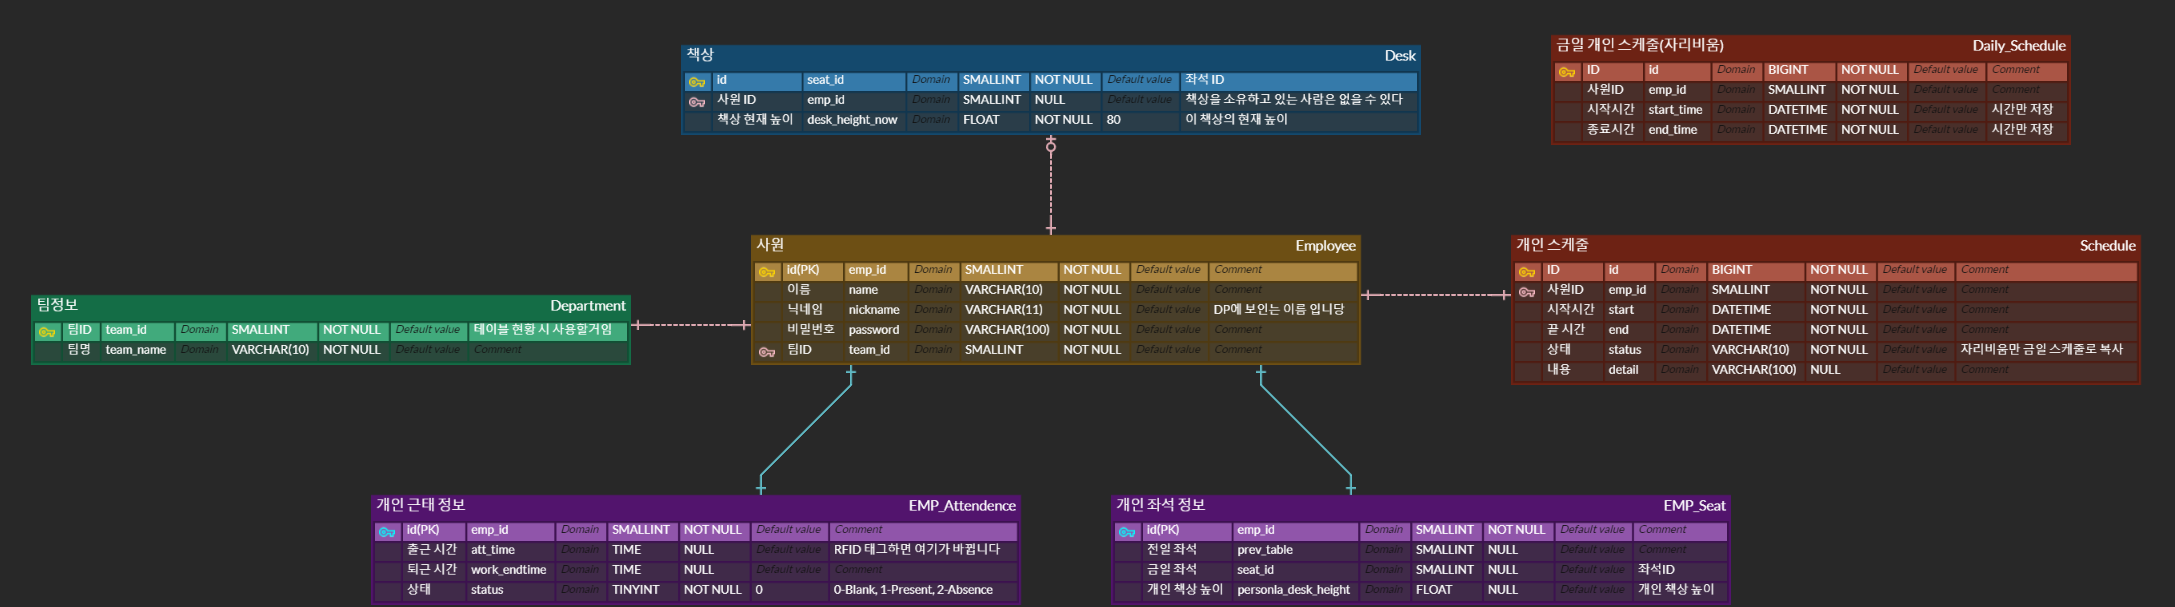 책상 Desk
id seat_id Domain SMALLINT NOT NULL Default value 좌석 ID
사원 ID emp_id Domain SMALLINT NULL Default value 책상을 소유하고 있는 사람은 없을 수 있다
책상 현재 높이 desk_height_now Domain FLOAT NOT NULL 80 이 책상의 현재 높이
금일 개인 스케줄(자리비움) Daily_Schedule
ID id Domain BIGINT NOT NULL Default value Comment
사원ID emp_id Domain SMALLINT NOT NULL Default value Comment
시작시간 start_time Domain DATETIME NOT NULL Default value 시간만 저장
종료시간 end_time Domain DATETIME NOT NULL Default value 시간만 저장
사원 Employee
id(PK) emp_id Domain SMALLINT NOT NULL Default value Comment
이름 name Domain VARCHAR(10) NOT NULL Default value Comment
닉네임 nickname Domain VARCHAR(11) NOT NULL Default value DP에 보인는 이름 입니당
비밀번호 password Domain VARCHAR(100) NOT NULL Default value Comment
팀ID team_id Domain SMALLINT NOT NULL Default value Comment
개인 스케줄 Schedule
ID id Domain BIGINT NOT NULL Default value Comment
사원ID emp_id Domain SMALLINT NOT NULL Default value Comment
시작시간 start Domain DATETIME NOT NULL Default value Comment
끝 시간 end Domain DATETIME NOT NULL Default value Comment
상태 status Domain VARCHAR(10) NOT NULL Default value 자리비움만 금일 스케줄로 복사
내용 detail Domain VARCHAR(100) NULL Default value Comment
팀정보 Department
팀ID team_id Domain SMALLINT NOT NULL Default value 테이블 현황 시 사용할거임
팀명 team_name Domain VARCHAR(10) NOT NULL Default value Comment
개인 근태 정보 EMP_Attendence
id(PK) emp_id Domain SMALLINT NOT NULL Default value Comment
출근 시간 att_time Domain TIME NULL Default value RFID 태그하면 여기가 바뀝니다
퇴근 시간 work_endtime Domain TIME NULL Default value Comment
상태 status Domain TINYINT NOT NULL 0 0-Blank, 1-Present, 2-Absence
개인 좌석 정보 EMP_Seat
id(PK) emp_id Domain SMALLINT NOT NULL Default value Comment
전일 좌석 prev_table Domain SMALLINT NULL Default value Comment
금일 좌석 seat_id Domain SMALLINT NULL Default value 좌석ID
개인 책상 높이 personla_desk_height Domain FLOAT NULL Default value 개인 책상 높이